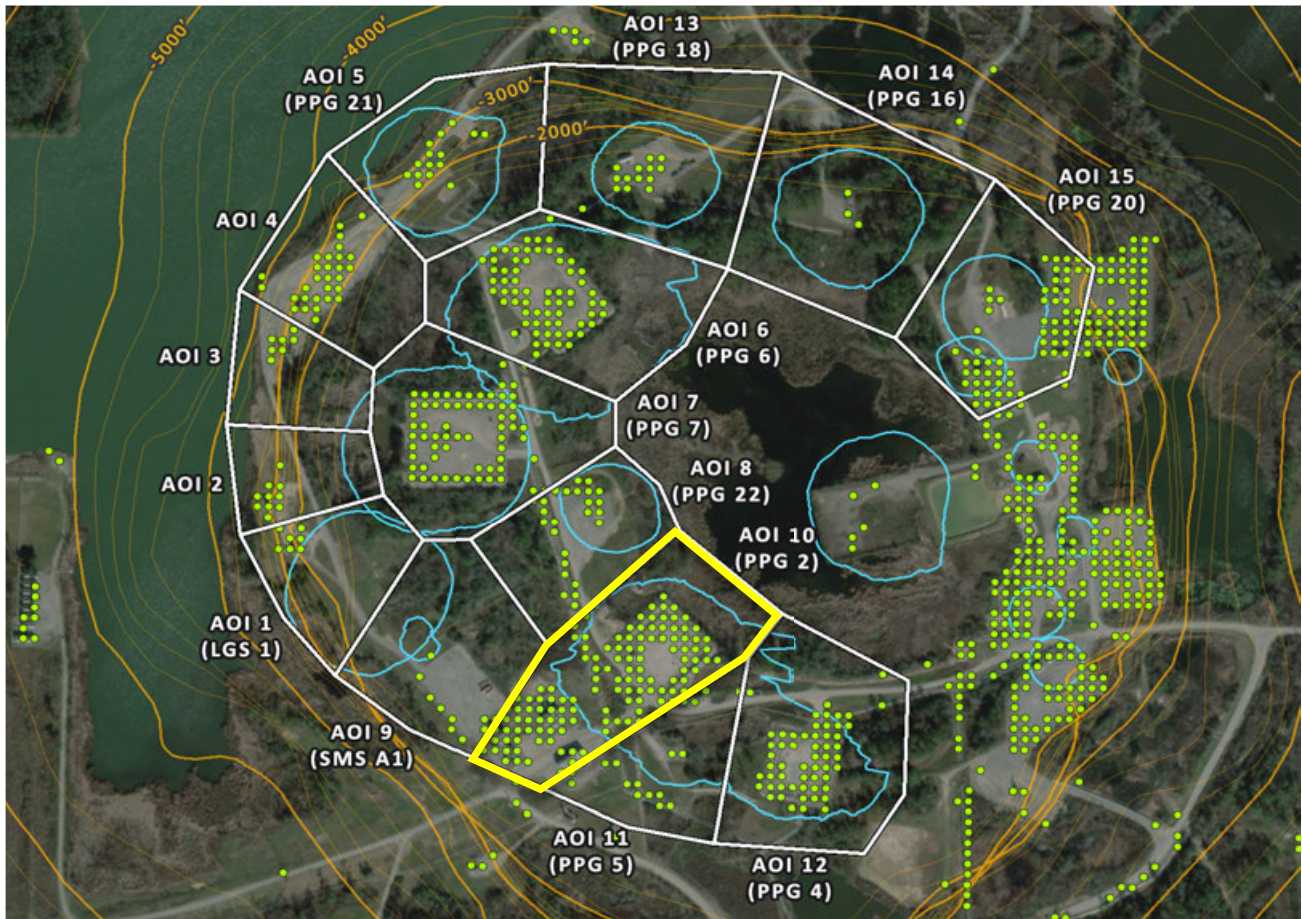 -5000'
-4000'
-3000'
-2000'
AOI 13
(PPG 18)
AOI 5
(PPG 21)
AOI 14
(PPG 16)
AOI 15
(PPG 20)
AOI 4
AOI 3
AOI 6
(PPG 6)
AOI 7
(PPG 7)
AOI 2
AOI 8
(PPG 22)
AOI 10
(PPG 2)
AOI 1
(LGS 1)
AOI 9
(SMS A1)
AOI 11
(PPG 5)
AOI 12
(PPG 4)